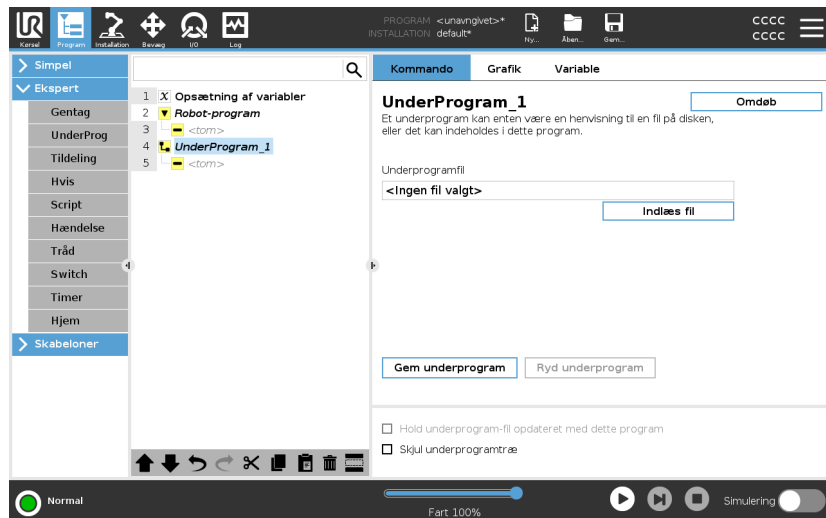 PROGRAM <unavngivet>*
INSTALLATION default*
Kørsel
Program
Installation
Bevæg
I/O
Log
Ny...
Åben...
Gem...
CCCC
CCCC
Simpel
Ekspert
Gentag
UnderProg
Tildeling
Hvis
Script
Hændelse
Tråd
Switch
Timer
Hjem
Skabeloner
1 X Opsætning af variabler
2 Robot-program
3 <tom>
4 UnderProgram_1
5 <tom>
Kommando
Grafik
Variable
UnderProgram_1
Omdøb
Et underprogram kan enten være en henvisning til en fil på disken,
eller det kan indeholdes i dette program.
Underprogramfil
<Ingen fil valgt>
Indlæs fil
Gem underprogram
Ryd underprogram
Hold underprogram-fil opdateret med dette program
Skjul underprogramtræ
Normal
Fart 100%
Simulering